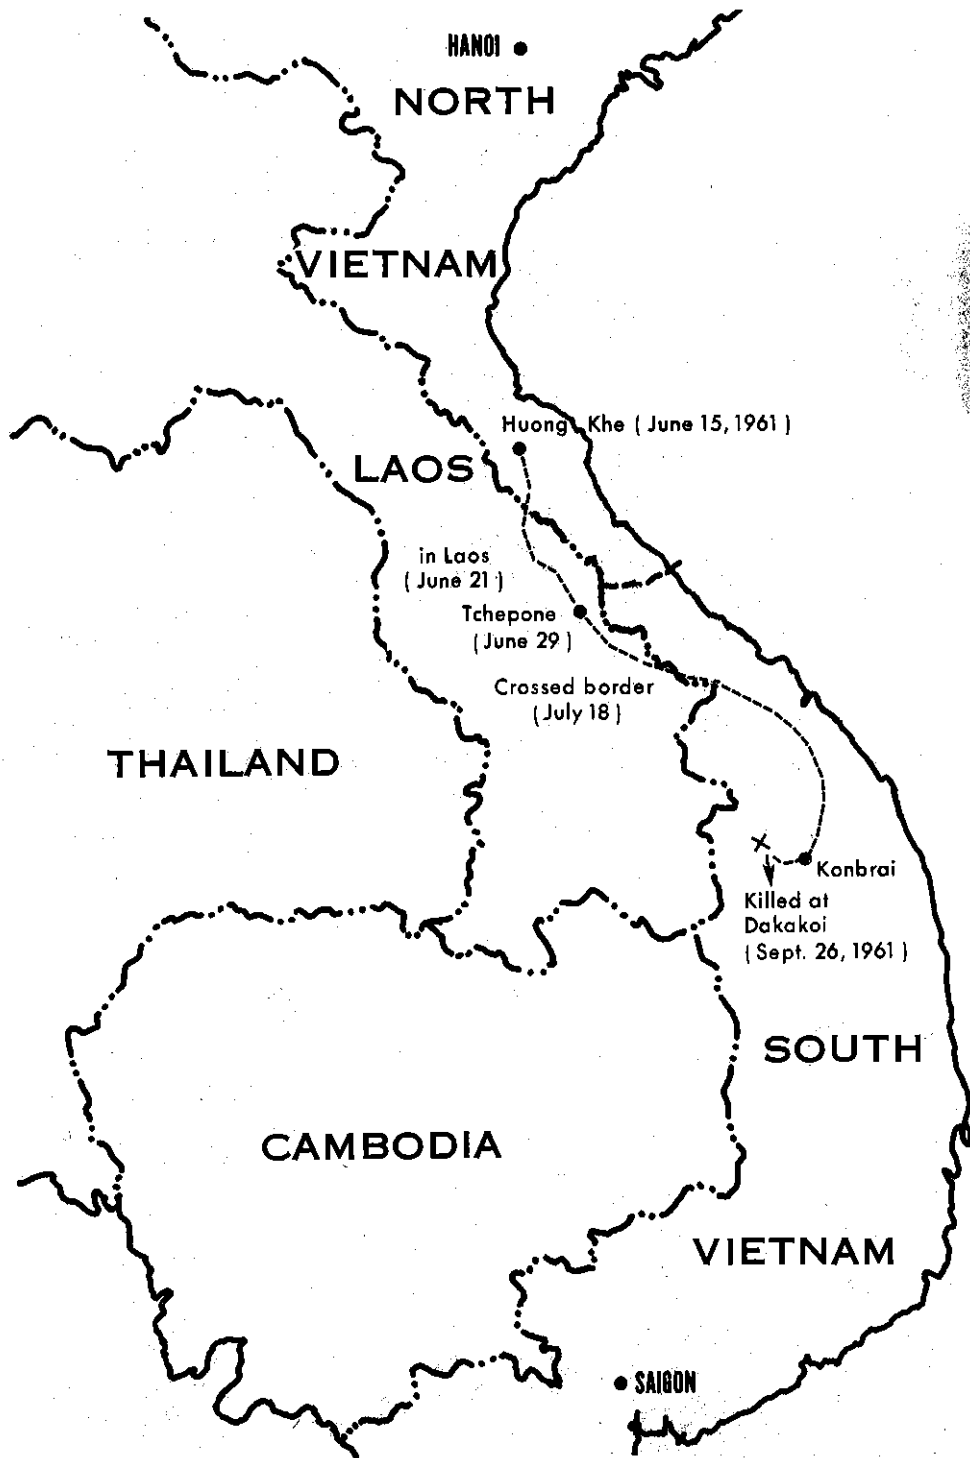 HANOI
NORTH
VIETNAM
Huong Khe ( June 15, 1961 )
LAOS
in Laos
( June 21 )
Tchepone
( June 29 )
Crossed border
( July 18 )
THAILAND
Konbrai
Killed at
Dakakoi
( Sept. 26, 1961 )
SOUTH
CAMBODIA
VIETNAM
SAIGON